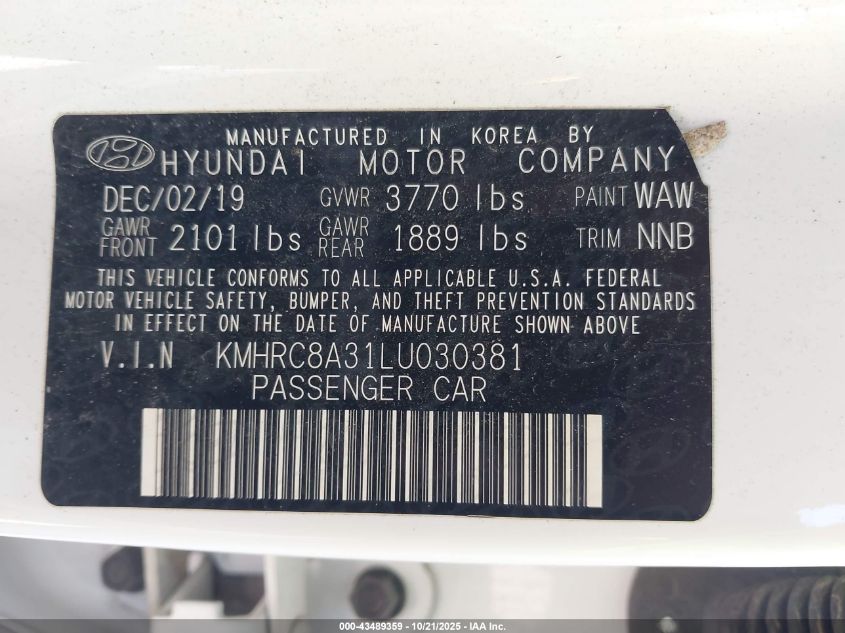 MANUFACTURED IN KOREA BY
HYUNDAI MOTOR COMPANY
DEC/02/19 GVWR 3770 lbs PAINT WAW
GAWR FRONT 2101 lbs GAWR REAR 1889 lbs TRIM NNB
THIS VEHICLE CONFORMS TO ALL APPLICABLE U.S.A. FEDERAL
MOTOR VEHICLE SAFETY, BUMPER, AND THEFT PREVENTION STANDARDS
IN EFFECT ON THE DATE OF MANUFACTURE SHOWN ABOVE
V.I.N KMHRC8A31LU030381
PASSENGER CAR
000-43489359 - 10/21/2025 - IAA Inc.